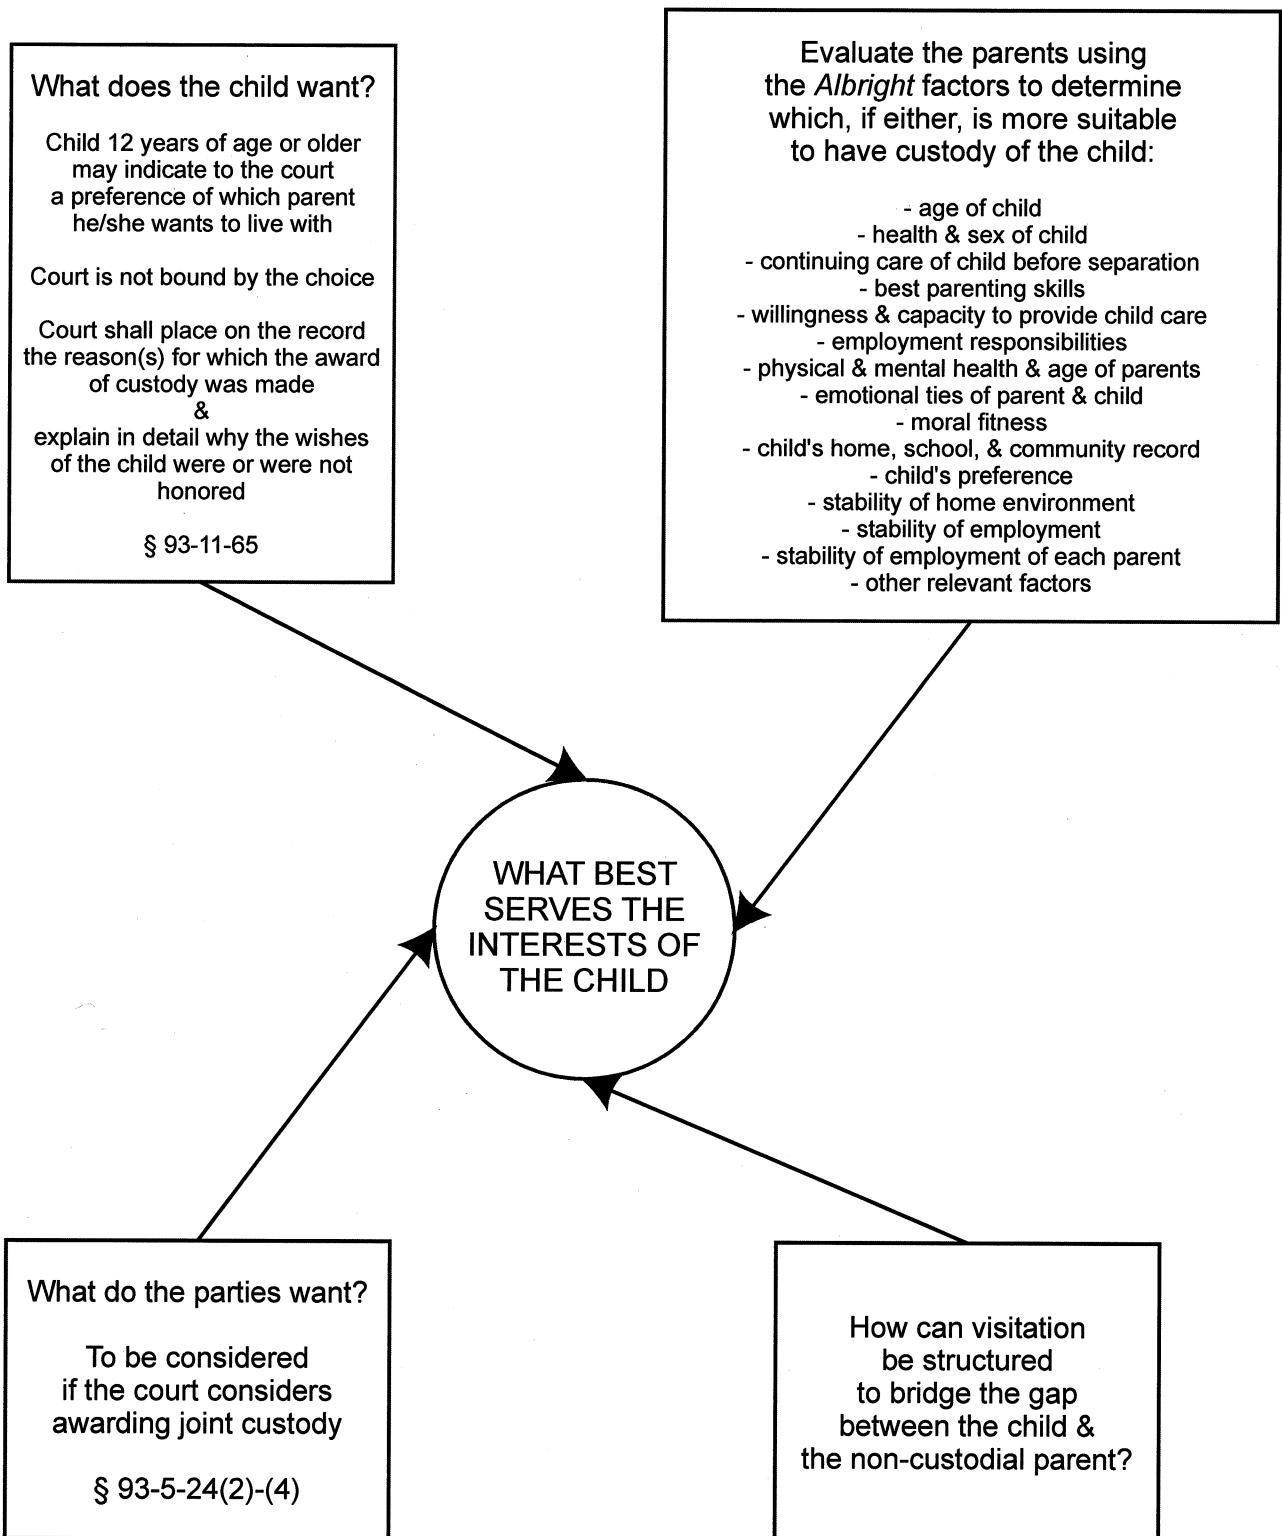 What does the child want?
Child 12 years of age or older
may indicate to the court
a preference of which parent
he/she wants to live with
Court is not bound by the choice
Court shall place on the record
the reason(s) for which the award
of custody was made
&
explain in detail why the wishes
of the child were or were not
honored
§ 93-11-65
Evaluate the parents using
the Albright factors to determine
which, if either, is more suitable
to have custody of the child:
- age of child
- health & sex of child
- continuing care of child before separation
- best parenting skills
- willingness & capacity to provide child care
- employment responsibilities
- physical & mental health & age of parents
- emotional ties of parent & child
- moral fitness
- child's home, school, & community record
- child's preference
- stability of home environment
- stability of employment
- stability of employment of each parent
- other relevant factors
WHAT BEST
SERVES THE
INTERESTS OF
THE CHILD
What do the parties want?
To be considered
if the court considers
awarding joint custody
§ 93-5-24(2)-(4)
How can visitation
be structured
to bridge the gap
between the child &
the non-custodial parent?